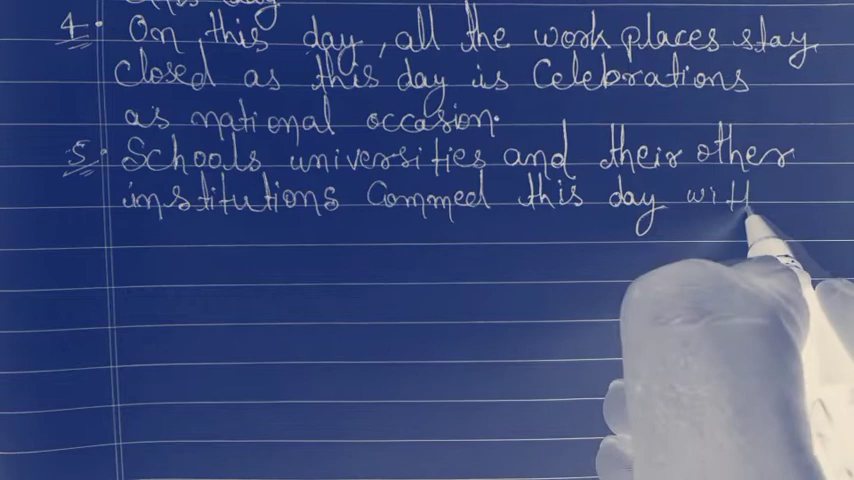 4. On this day, all the work places stay
closed as this day is Celebrations
as national occasion.
5. Schools universities and their other
institutions Commeed this day with